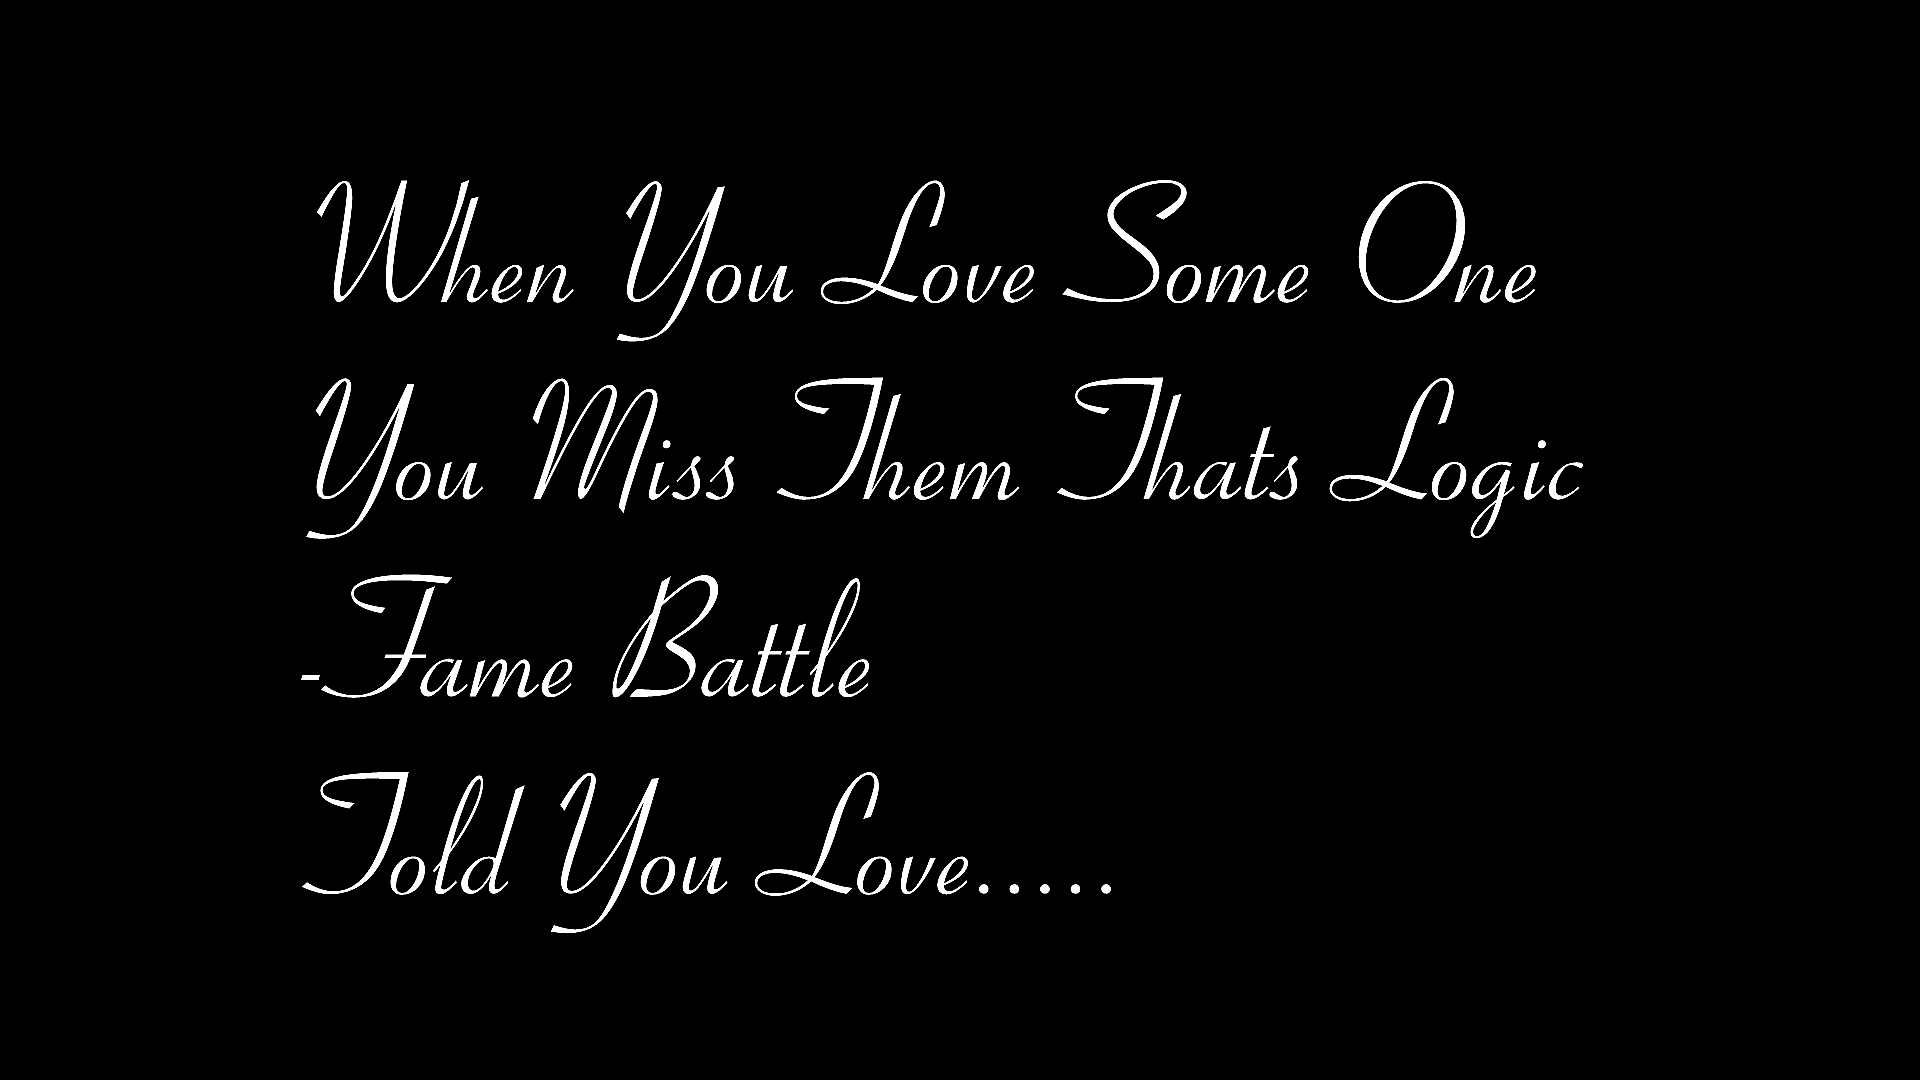 When You Love Some One
You Miss Them Thats Logic
-Fame Battle
Told You Love.....